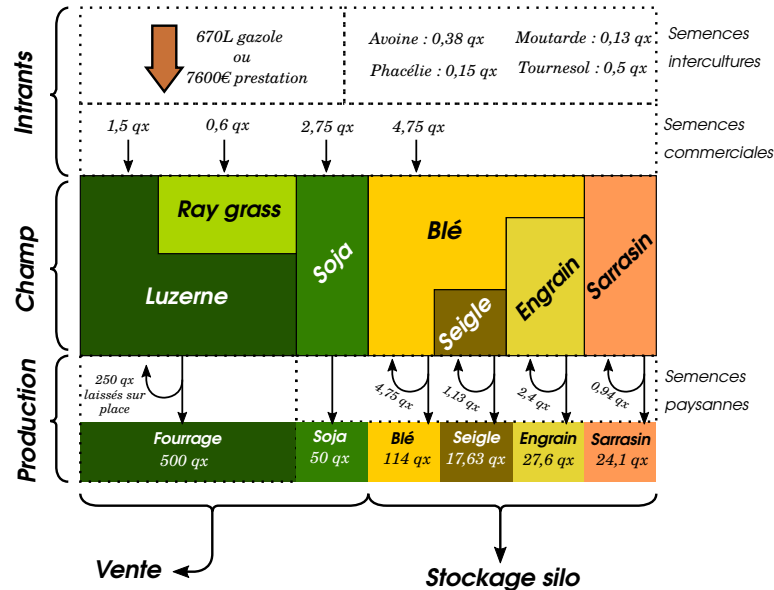 Intrants
670L gazole
ou
7600€ prestation
Avoine : 0,38 qx
Moutarde : 0,13 qx
Phacélie : 0,15 qx
Tournesol : 0,5 qx
Semences
intercultures
1,5 qx
0,6 qx
2,75 qx
4,75 qx
Semences
commerciales
Champ
Ray grass
Luzerne
Soja
Blé
Seigle
Engrain
Sarrasin
Production
250 qx
laissés sur
place
4,75 qx
1,13 qx
2,4 qx
0,94 qx
Semences
paysannes
Fourrage
500 qx
Soja
50 qx
Blé
114 qx
Seigle
17,63 qx
Engrain
27,6 qx
Sarrasin
24,1 qx
Vente
Stockage silo